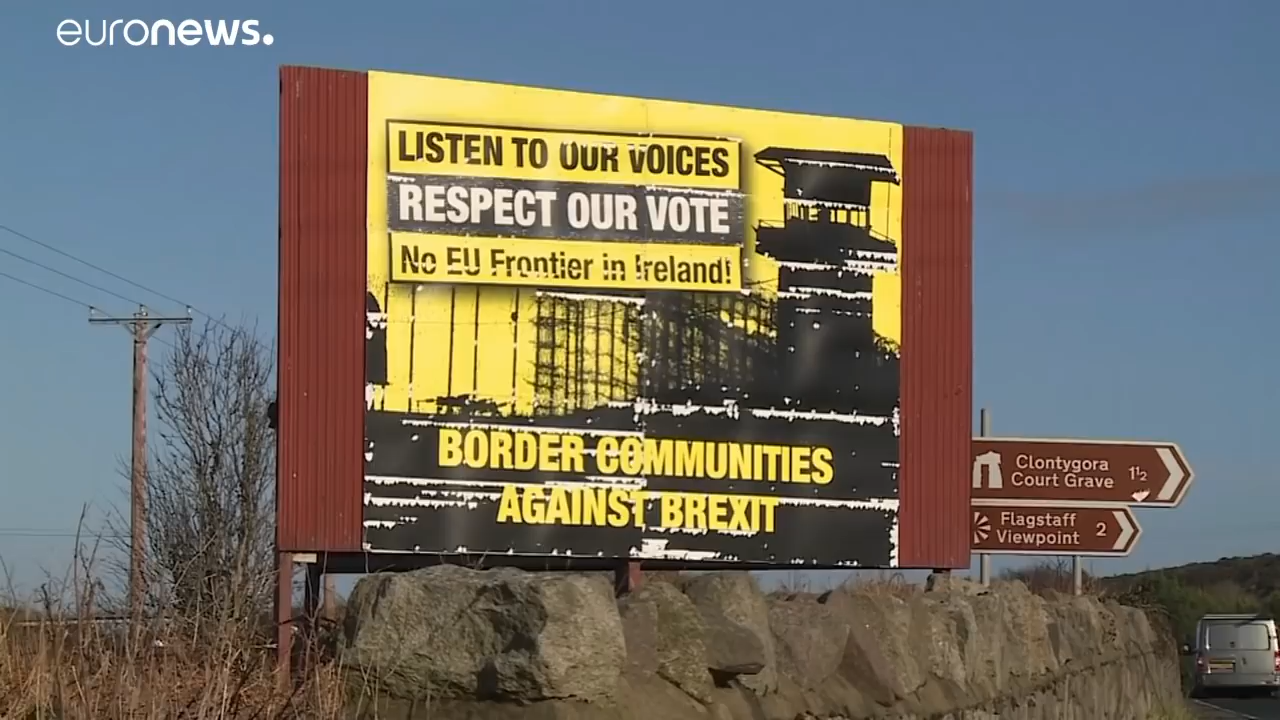 euronews.
LISTEN TO OUR VOICES
RESPECT OUR VOTE
No EU Frontier in Ireland!
BORDER COMMUNITIES
AGAINST BREXIT
Clontygora
Court Grave 1½
Flagstaff
Viewpoint 2